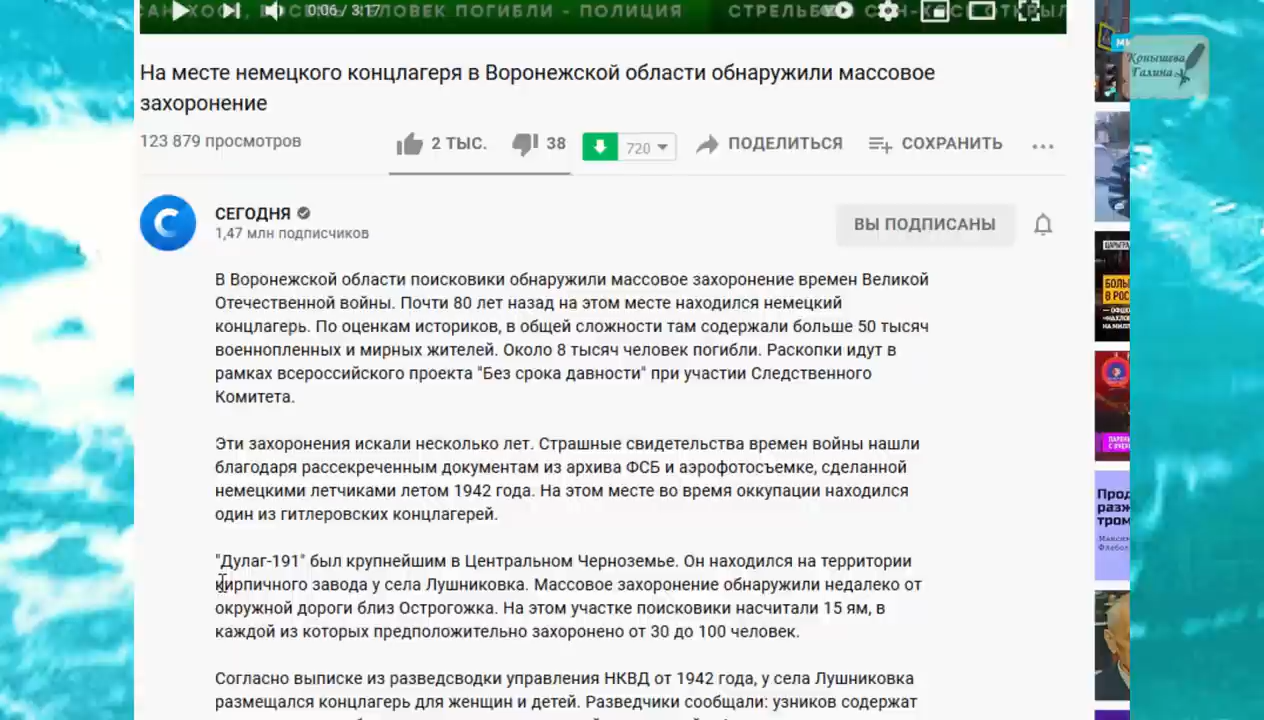 ЛОВЕК ПОГИБЛИ - ПОЛИЦИЯ
0:06 / 3:17
На месте немецкого концлагеря в Воронежской области обнаружили массовое
захоронение
123 879 просмотров
2 ТЫС.
38
720
ПОДЕЛИТЬСЯ
СОХРАНИТЬ
Конышева
Галина
СЕГОДНЯ
1,47 млн подписчиков
ВЫ ПОДПИСАНЫ
В Воронежской области поисковики обнаружили массовое захоронение времен Великой
Отечественной войны. Почти 80 лет назад на этом месте находился немецкий
концлагерь. По оценкам историков, в общей сложности там содержали больше 50 тысяч
военнопленных и мирных жителей. Около 8 тысяч человек погибли. Раскопки идут в
рамках всероссийского проекта "Без срока давности" при участии Следственного
Комитета.
Эти захоронения искали несколько лет. Страшные свидетельства времен войны нашли
благодаря рассекреченным документам из архива ФСБ и аэрофотосъемке, сделанной
немецкими летчиками летом 1942 года. На этом месте во время оккупации находился
один из гитлеровских концлагерей.
"Дулаг-191" был крупнейшим в Центральном Черноземье. Он находился на территории
кирпичного завода у села Лушниковка. Массовое захоронение обнаружили недалеко от
окружной дороги близ Острогожка. На этом участке поисковики насчитали 15 ям, в
каждой из которых предположительно захоронено от 30 до 100 человек.
Согласно выписке из разведсводки управления НКВД от 1942 года, у села Лушниковка
размещался концлагерь для женщин и детей. Разведчики сообщали: узников содержат